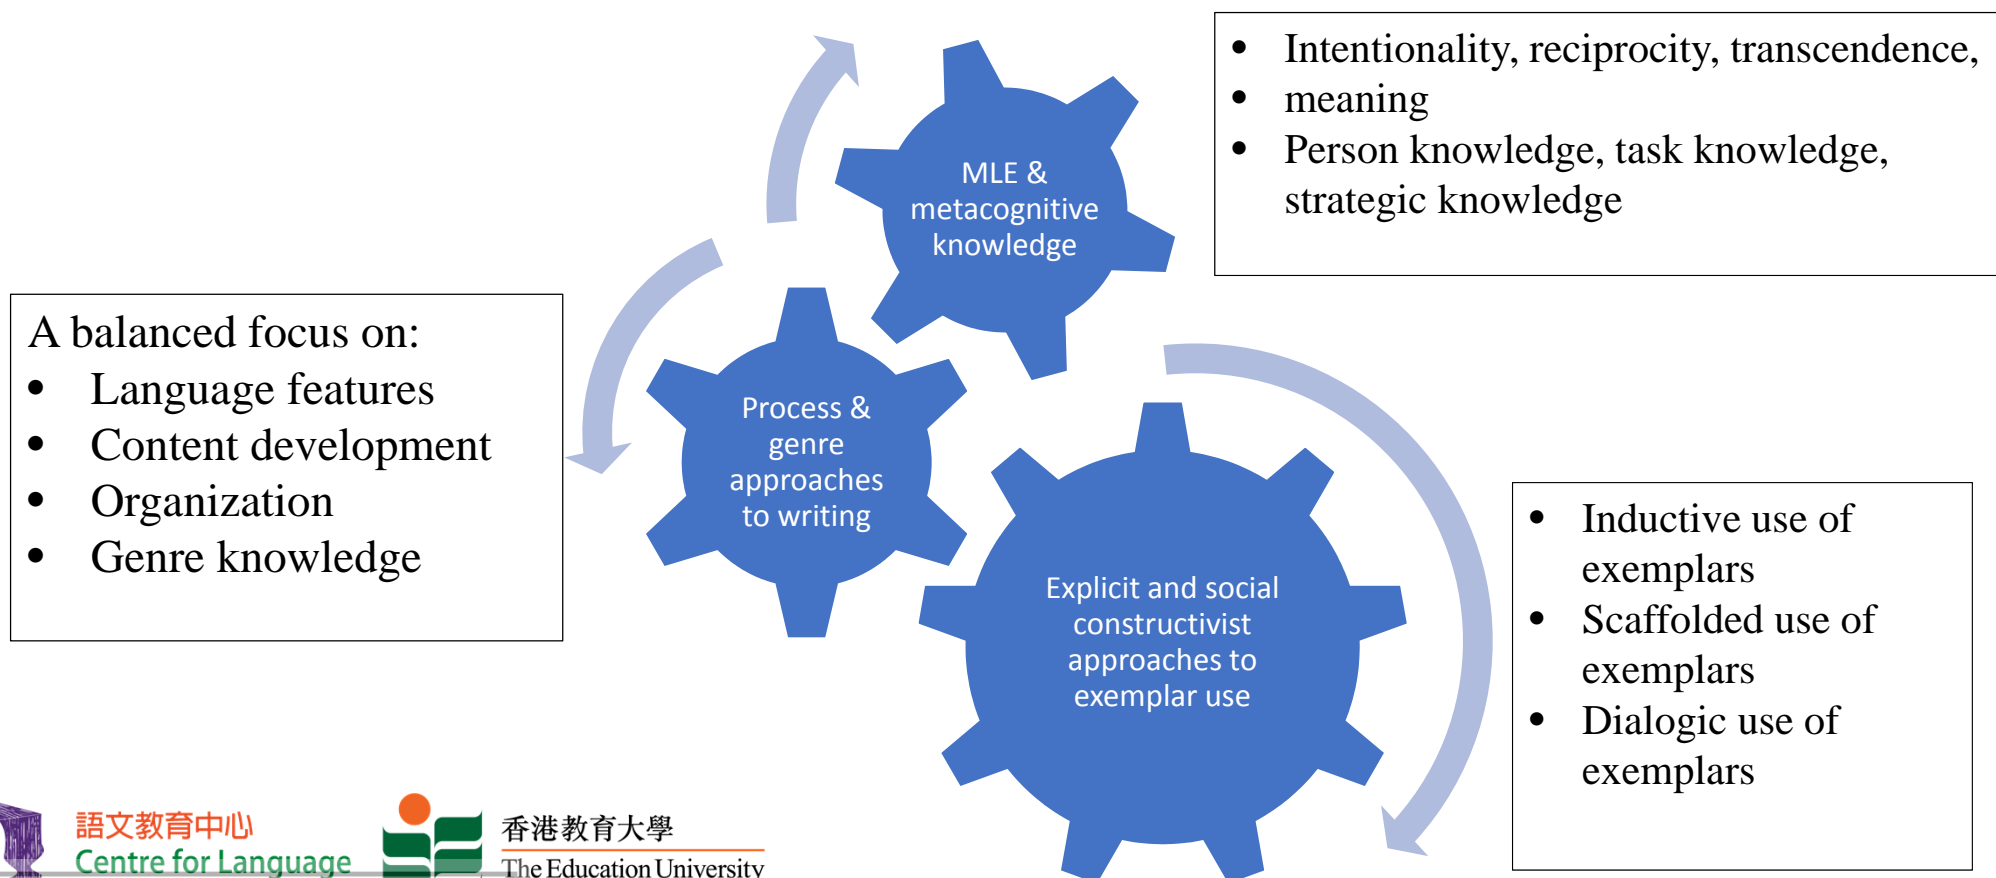 • Intentionality, reciprocity, transcendence,
• meaning
• Person knowledge, task knowledge,
strategic knowledge
MLE &
metacognitive
knowledge
A balanced focus on:
• Language features
• Content development
• Organization
• Genre knowledge
Process &
genre
approaches
to writing
Explicit and social
constructivist
approaches to
exemplar use
• Inductive use of
exemplars
• Scaffolded use of
exemplars
• Dialogic use of
exemplars
語文教育中心
Centre for Language
香港教育大學
The Education University